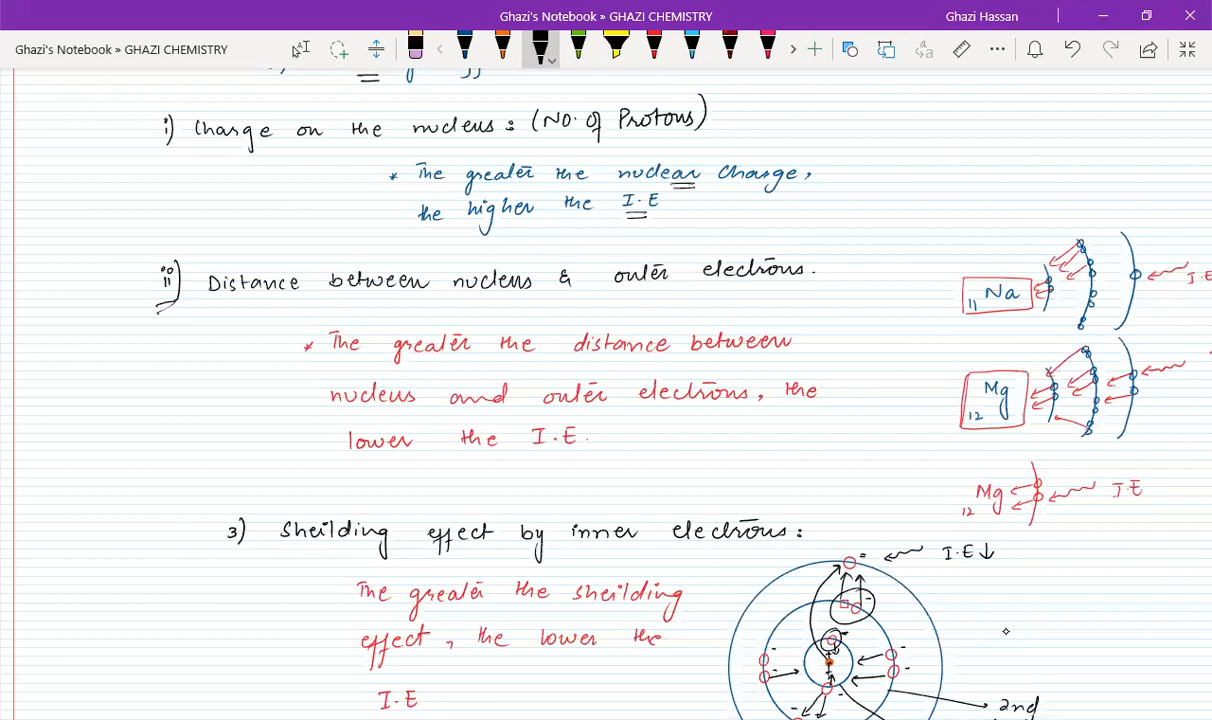 Ghazi's Notebook » GHAZI CHEMISTRY
Ghazi Hassan
Ghazi's Notebook » GHAZI CHEMISTRY
i) Charge on the nucleus: (No. of Protons)
* The greater the nuclear charge,
the higher the I.E
ii) Distance between nucleus & outer electrons.
* The greater the distance between
nucleus and outer electrons, the
lower the I.E.
11 Na
I.E
12 Mg
12 Mg
I.E
3) Sheilding effect by inner electrons:
The greater the sheilding
effect, the lower the
I.E
I.E↓
2nd